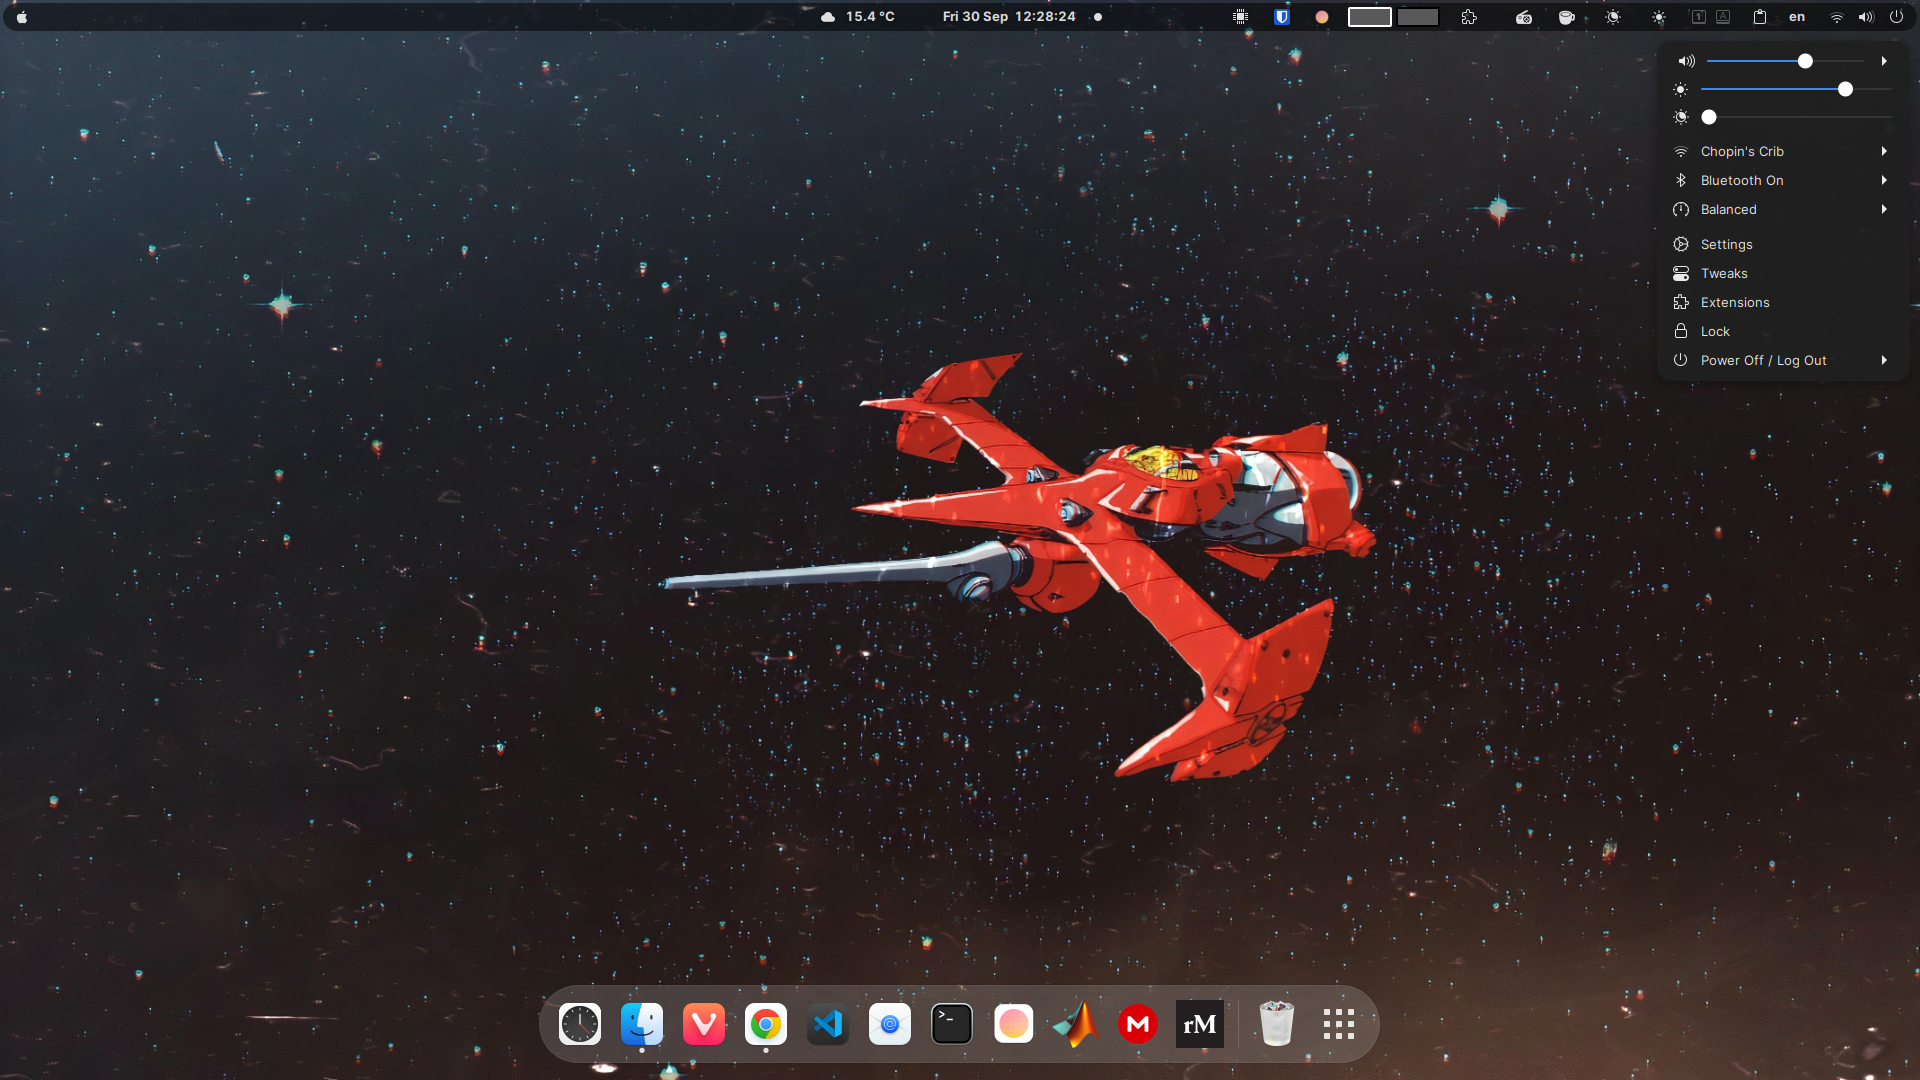 15.4 °C
Fri 30 Sep 12:28:24
1
A
en
Chopin's Crib
Bluetooth On
Balanced
Settings
Tweaks
Extensions
Lock
Power Off / Log Out
>_
M
rM